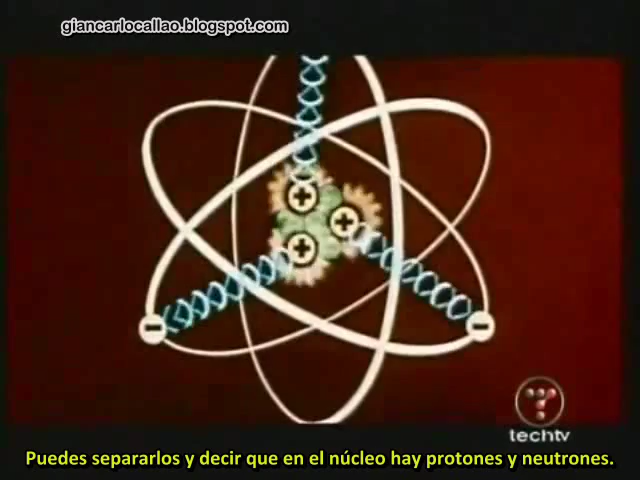 giancarlocallao.blogspot.com
techtv
Puedes separarlos y decir que en el núcleo hay protones y neutrones.